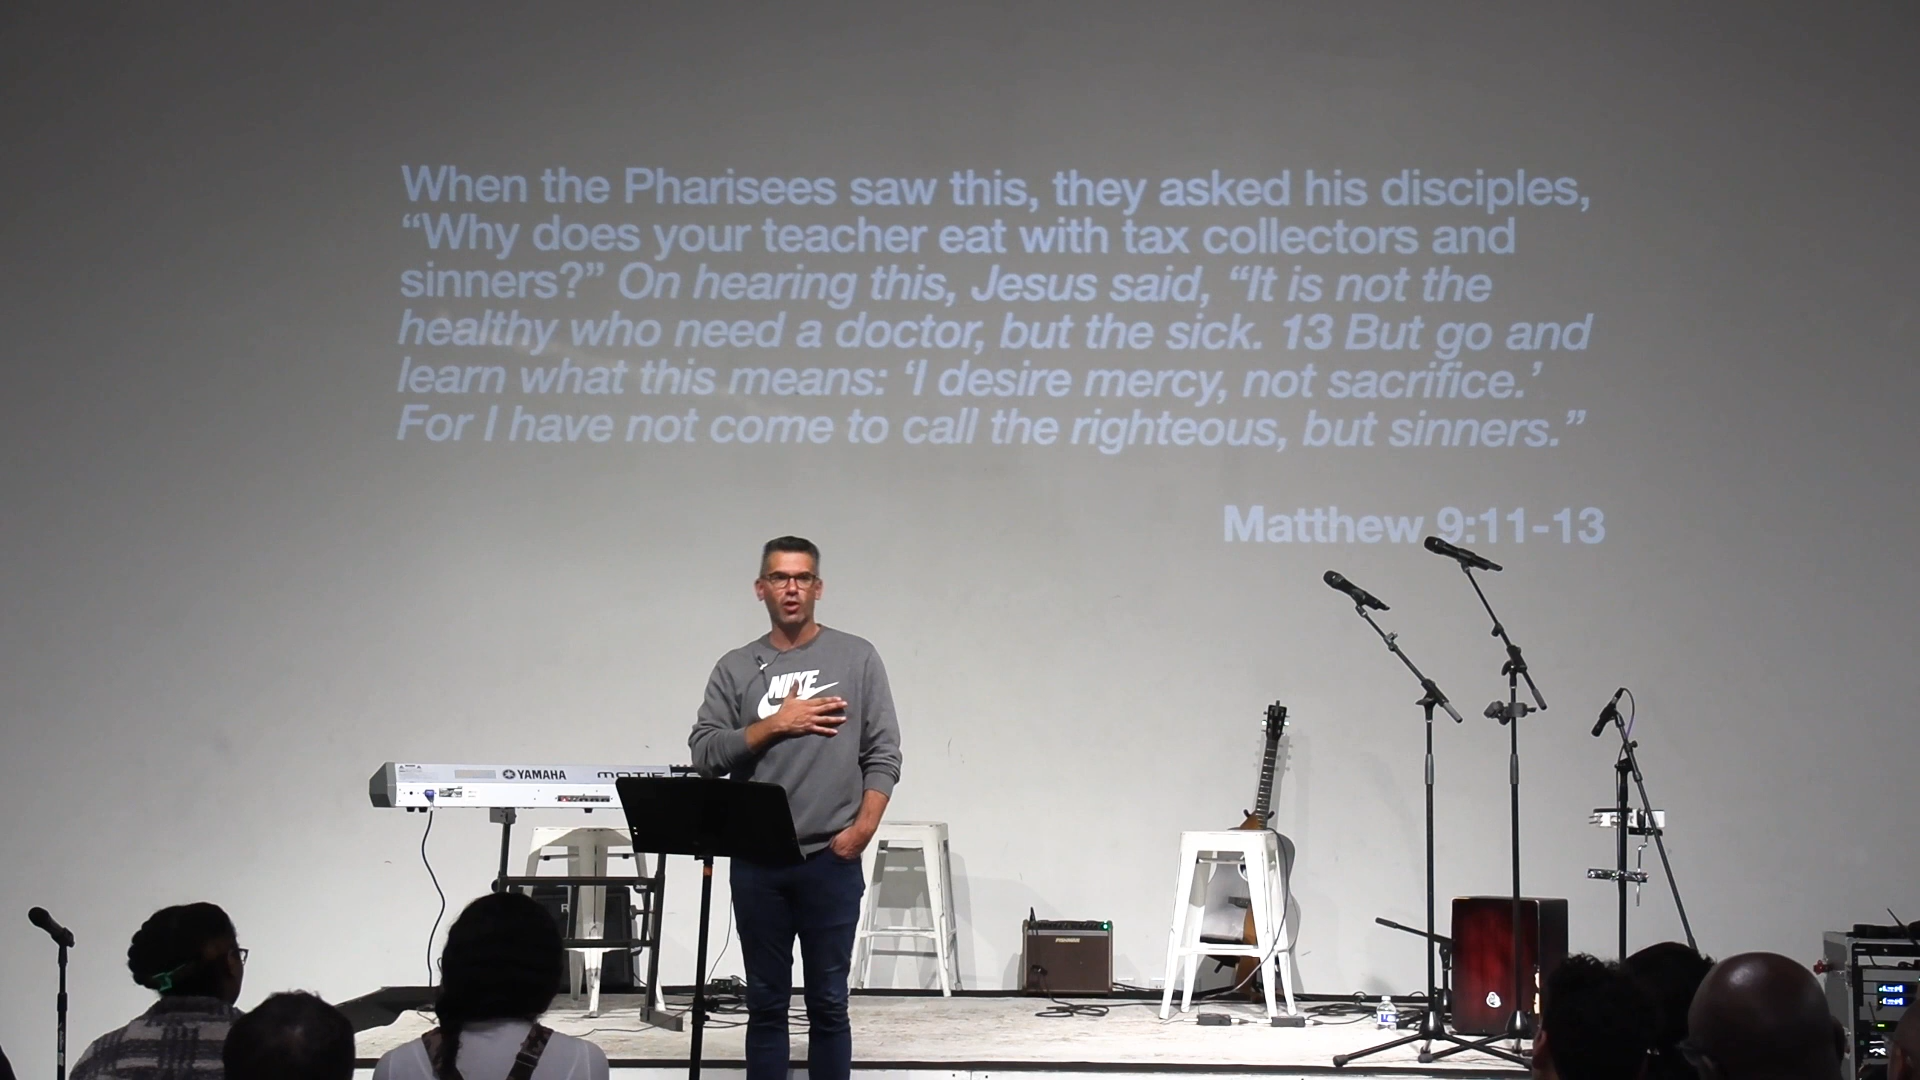 When the Pharisees saw this, they asked his disciples,
“Why does your teacher eat with tax collectors and
sinners?” On hearing this, Jesus said, “It is not the
healthy who need a doctor, but the sick. 13 But go and
learn what this means: ‘I desire mercy, not sacrifice.’
For I have not come to call the righteous, but sinners.”
Matthew 9:11-13
NIKE
YAMAHA
FISHMAN